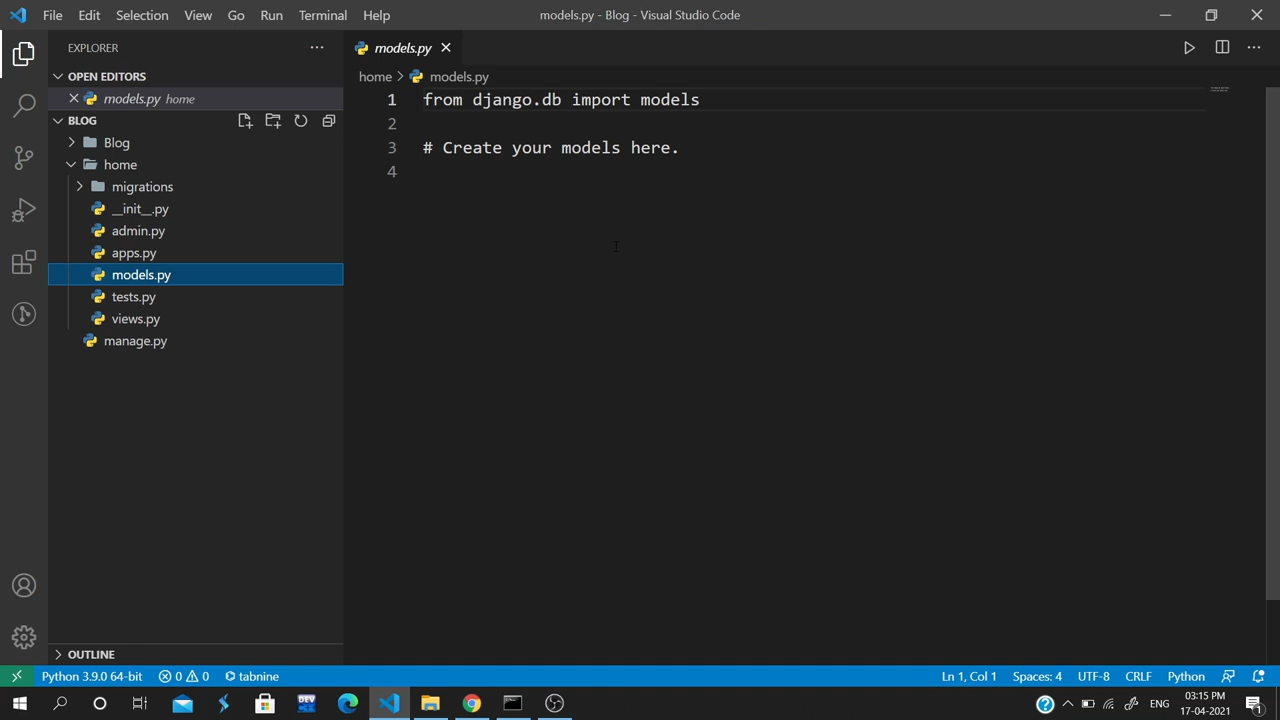 File Edit Selection View Go Run Terminal Help
models.py - Blog - Visual Studio Code
EXPLORER
OPEN EDITORS
models.py home
BLOG
Blog
home
migrations
__init__.py
admin.py
apps.py
models.py
tests.py
views.py
manage.py
OUTLINE
models.py
home > models.py
1 from django.db import models
2
3 # Create your models here.
4
Python 3.9.0 64-bit 0 0 tabnine
Ln 1, Col 1 Spaces: 4 UTF-8 CRLF Python
DEV
ENG
03:15 PM
17-04-2021
1